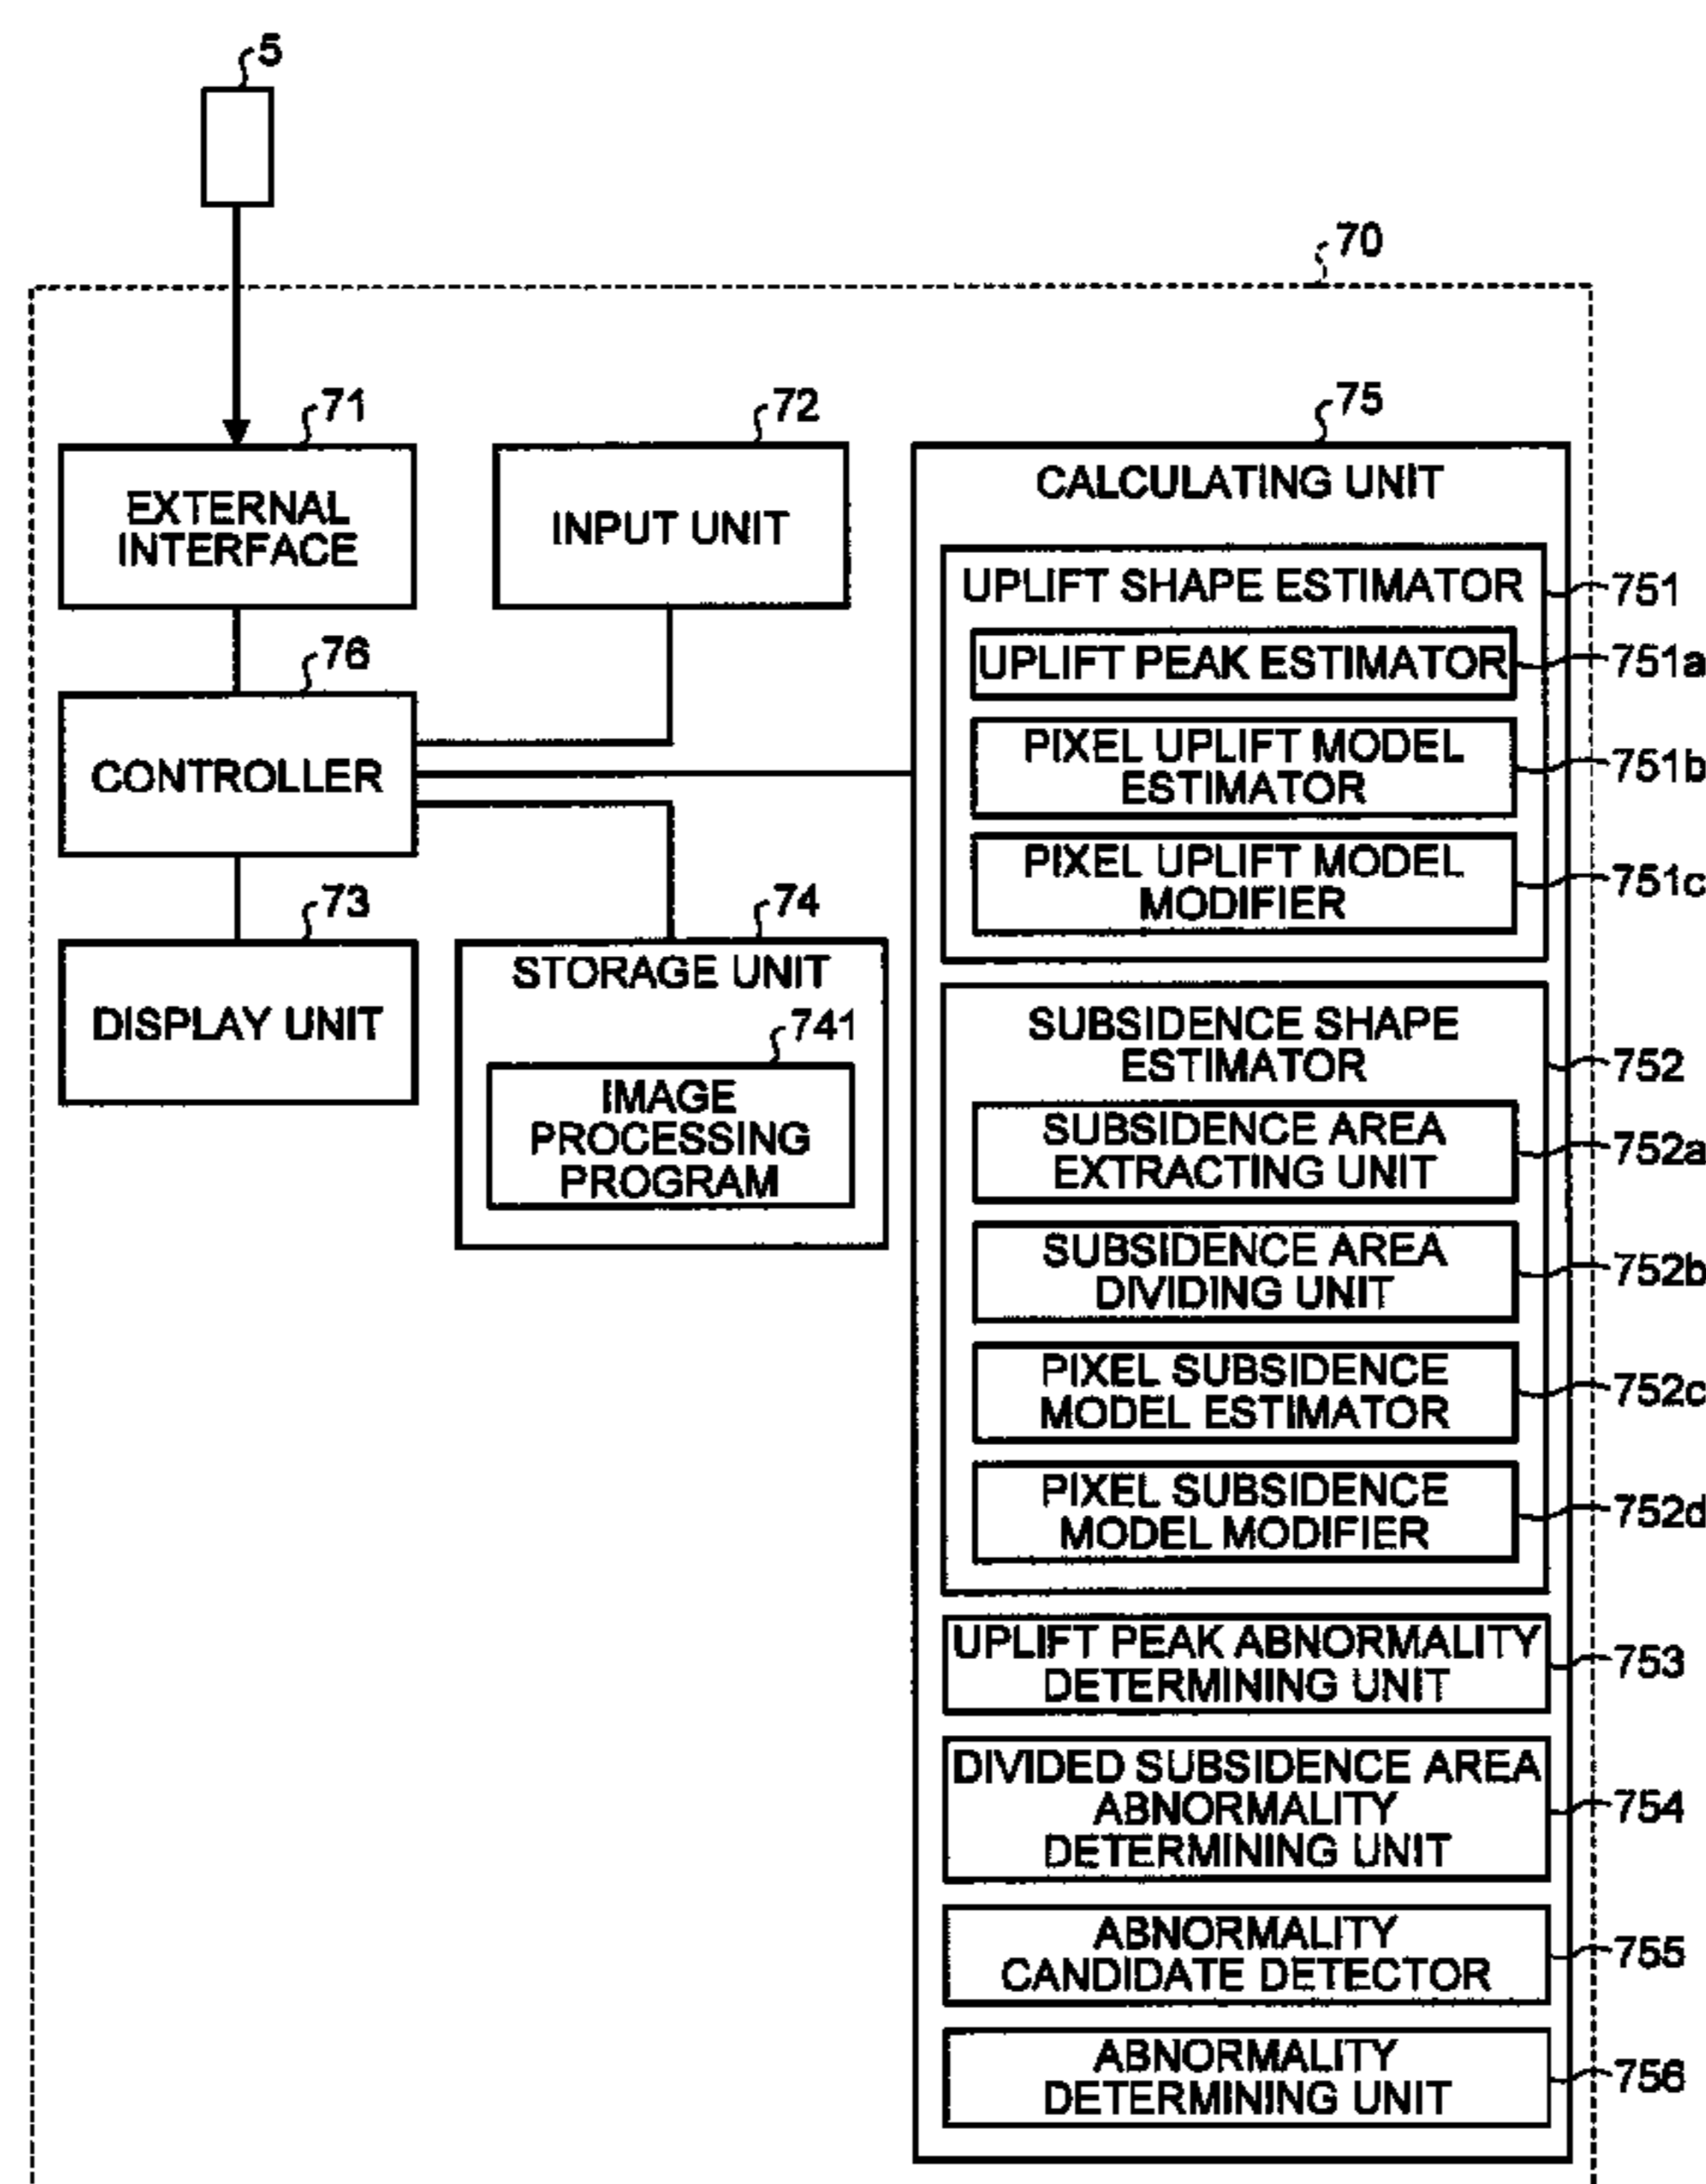 5
70
71
72
75
EXTERNAL
INTERFACE
INPUT UNIT
CALCULATING UNIT
UPLIFT SHAPE ESTIMATOR
751
UPLIFT PEAK ESTIMATOR
751a
76
CONTROLLER
PIXEL UPLIFT MODEL
ESTIMATOR
751b
PIXEL UPLIFT MODEL
MODIFIER
751c
73
DISPLAY UNIT
74
STORAGE UNIT
741
IMAGE
PROCESSING
PROGRAM
SUBSIDENCE SHAPE
ESTIMATOR
752
SUBSIDENCE AREA
EXTRACTING UNIT
752a
SUBSIDENCE AREA
DIVIDING UNIT
752b
PIXEL SUBSIDENCE
MODEL ESTIMATOR
752c
PIXEL SUBSIDENCE
MODEL MODIFIER
752d
UPLIFT PEAK ABNORMALITY
DETERMINING UNIT
753
DIVIDED SUBSIDENCE AREA
ABNORMALITY
DETERMINING UNIT
754
ABNORMALITY
CANDIDATE DETECTOR
755
ABNORMALITY
DETERMINING UNIT
756